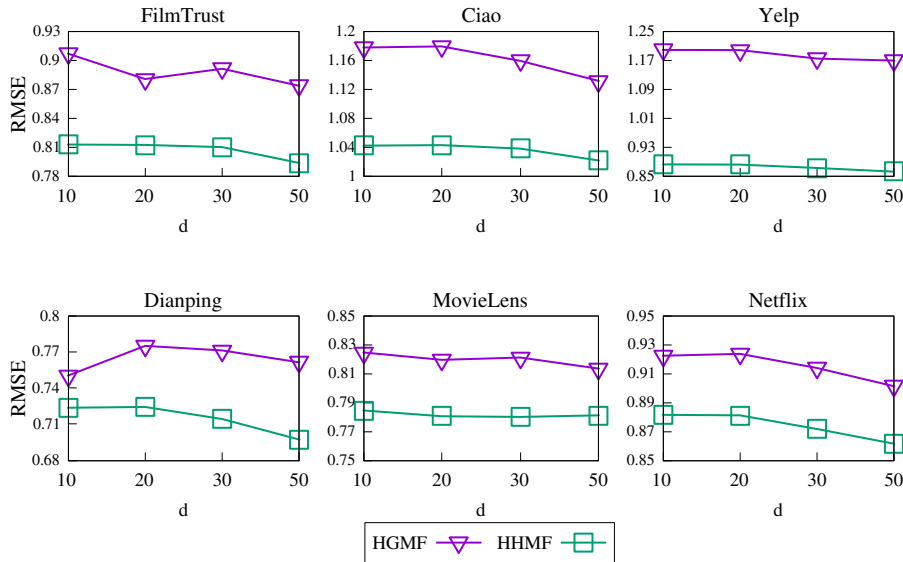 FilmTrust Ciao Yelp
RMSE
0.93 0.9 0.87 0.84 0.81 0.78
10 20 30 50
d
1.2 1.16 1.12 1.08 1.04 1
10 20 30 50
d
1.25 1.17 1.09 1.01 0.93 0.85
10 20 30 50
d
Dianping MovieLens Netflix
RMSE
0.8 0.77 0.74 0.71 0.68
10 20 30 50
d
0.85 0.83 0.81 0.79 0.77 0.75
10 20 30 50
d
0.95 0.93 0.91 0.89 0.87 0.85
10 20 30 50
d
HGMF HHMF